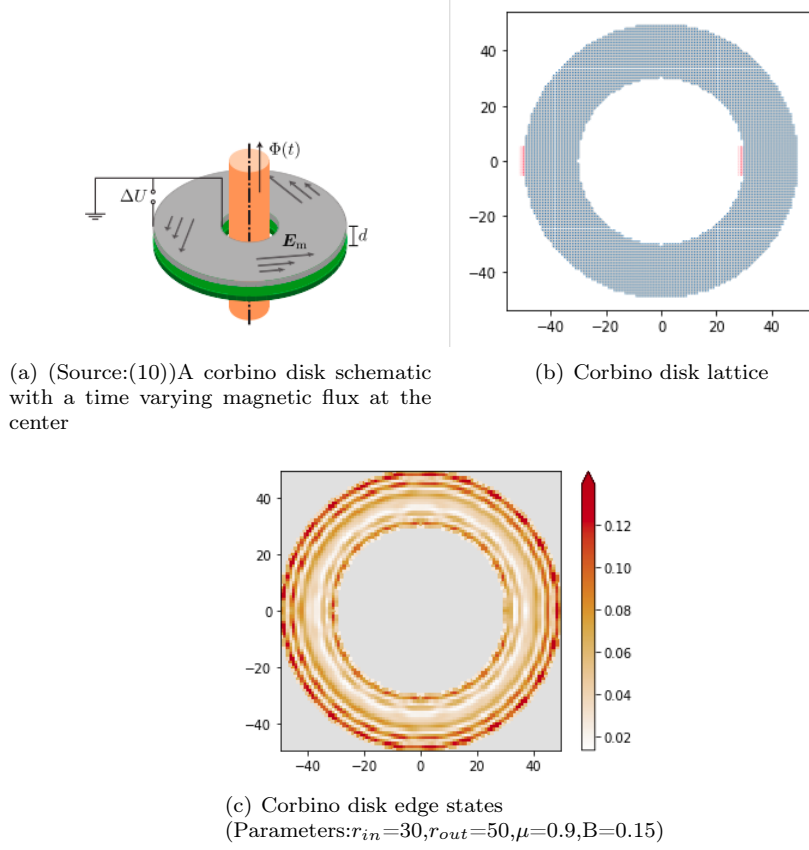 Φ(t)
ΔU
E_m
d
40
20
0
−20
−40
−40
−20
0
20
40
(a) (Source:(10))A corbino disk schematic
with a time varying magnetic flux at the
center
(b) Corbino disk lattice
40
20
0
−20
−40
−40
−20
0
20
40
0.12
0.10
0.08
0.06
0.04
0.02
(c) Corbino disk edge states
(Parameters:r_in=30,r_out=50,μ=0.9,B=0.15)